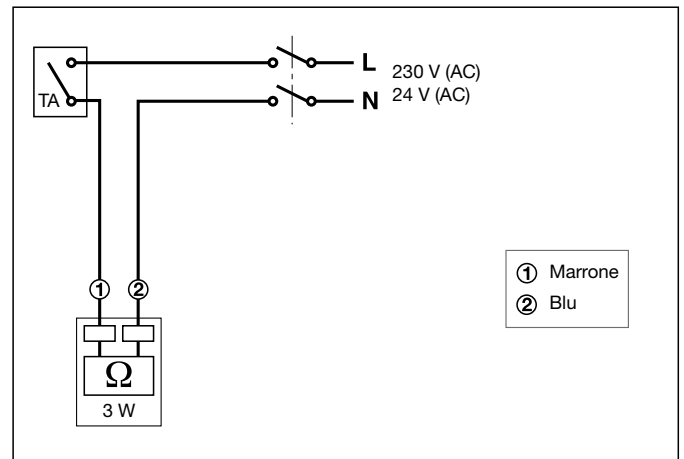 L 230 V (AC)
N 24 V (AC)
TA
1 2
1 Marrone
2 Blu
Ω
3 W